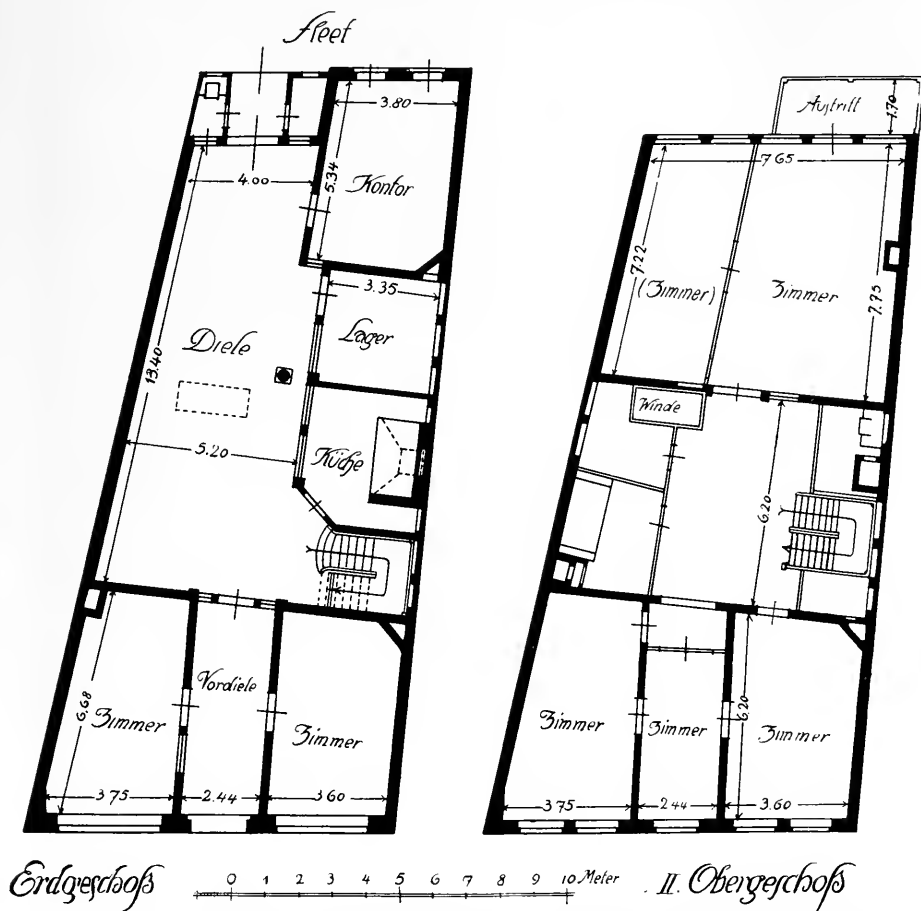 Fleet
3.80
5.34
Kontor
4.00
3.35
Lager
Diele
13.40
5.20
Küche
Vordiele
6.68
Zimmer
Zimmer
3.75
2.44
3.60
Erdgeschoß
Austritt
1.70
7.65
7.22
(Zimmer)
Zimmer
7.75
Winde
6.20
6.20
Zimmer
Zimmer
Zimmer
3.75
2.44
3.60
II. Obergeschoß
0 1 2 3 4 5 6 7 8 9 10 Meter